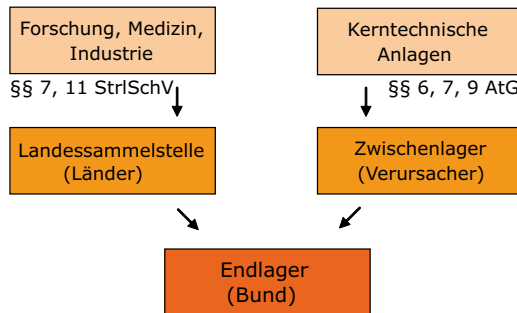 Forschung, Medizin,
Industrie
Kerntechnische
Anlagen
§§ 7, 11 StrlSchV
§§ 6, 7, 9 AtG
Landessammelstelle
(Länder)
Zwischenlager
(Verursacher)
Endlager
(Bund)